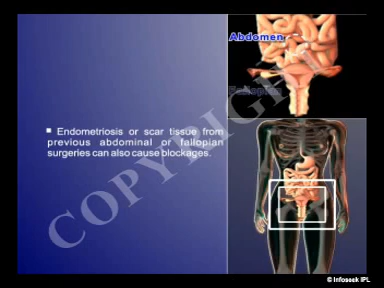 Abdomen
Fallopian
▪ Endometriosis or scar tissue from
previous abdominal or fallopian
surgeries can also cause blockages.
COPYRIGHT
© Infoseek IPL